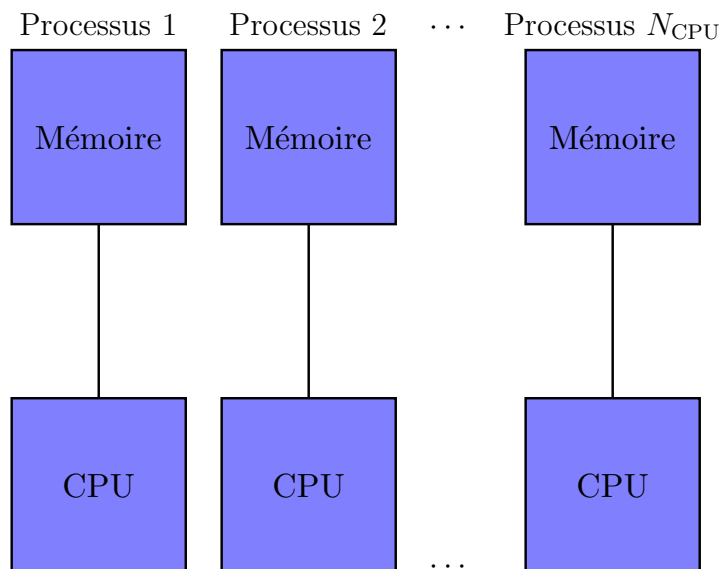 Processus 1 Processus 2 ⋯ Processus N_CPU
Mémoire Mémoire Mémoire
CPU CPU CPU
⋯